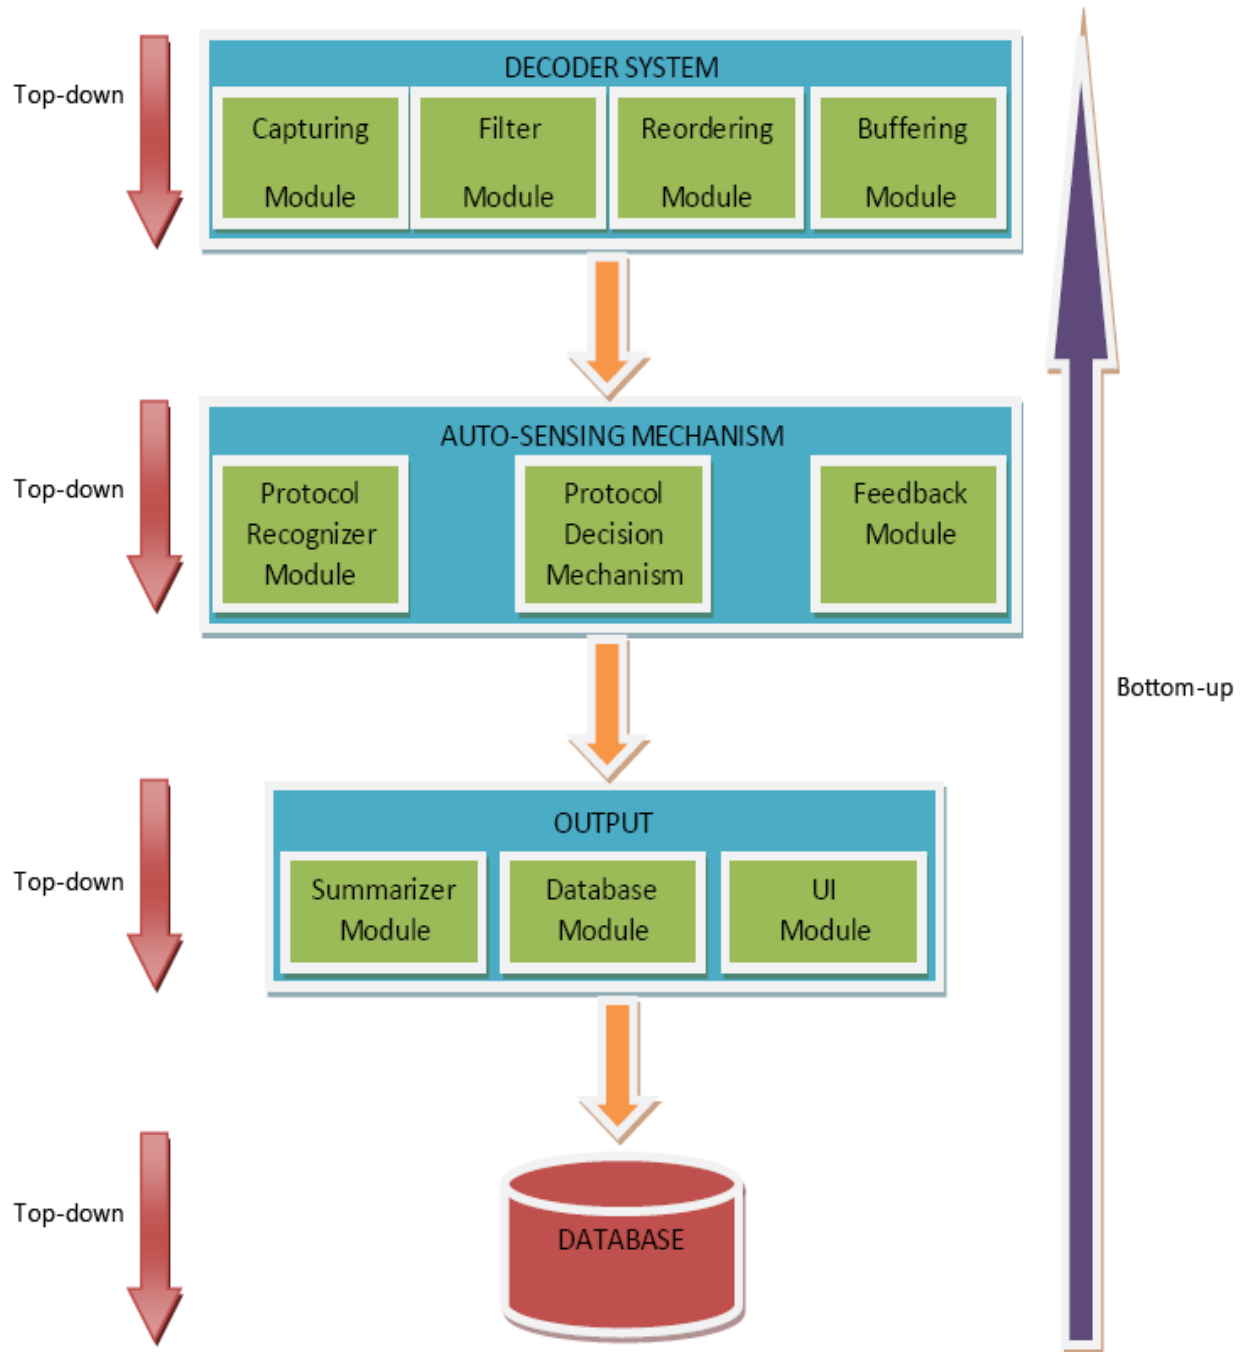 Top-down
DECODER SYSTEM
Capturing
Module
Filter
Module
Reordering
Module
Buffering
Module
Top-down
AUTO-SENSING MECHANISM
Protocol
Recognizer
Module
Protocol
Decision
Mechanism
Feedback
Module
Bottom-up
Top-down
OUTPUT
Summarizer
Module
Database
Module
UI
Module
Top-down
DATABASE